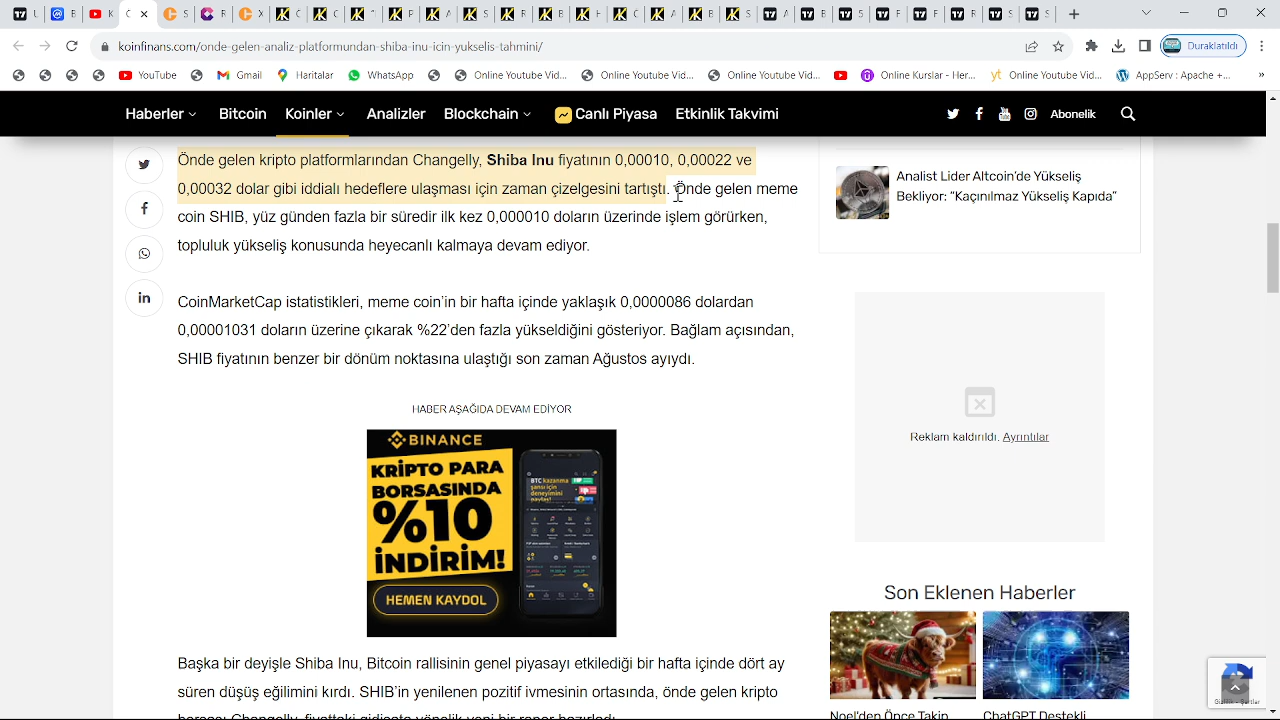 koinfinans.com/onde-gelen-analiz-platformundan-shiba-inu-icin-yukselis-tahmini/
Duraklatıldı
YouTube
Gmail
Haritalar
WhatsApp
Online Youtube Vid...
Online Youtube Vid...
Online Youtube Vid...
Online Kurslar - Her...
Online Youtube Vid...
AppServ : Apache +...
Haberler
Bitcoin
Koinler
Analizler
Blockchain
Canlı Piyasa
Etkinlik Takvimi
Abonelik
Önde gelen kripto platformlarından Changelly, Shiba Inu fiyatının 0,00010, 0,00022 ve
0,00032 dolar gibi iddialı hedeflere ulaşması için zaman çizelgesini tartıştı. Önde gelen meme
coin SHIB, yüz günden fazla bir süredir ilk kez 0,000010 doların üzerinde işlem görürken,
topluluk yükseliş konusunda heyecanlı kalmaya devam ediyor.
CoinMarketCap istatistikleri, meme coin'in bir hafta içinde yaklaşık 0.0000086 dolardan
0,00001031 doların üzerine çıkarak %22'den fazla yükseldiğini gösteriyor. Bağlam açısından,
SHIB fiyatının benzer bir dönüm noktasına ulaştığı son zaman Ağustos ayıydı.
HABER AŞAĞIDA DEVAM EDİYOR
BINANCE
KRİPTO PARA
BORSASINDA
%10
İNDİRİM!
HEMEN KAYDOL
Başka bir deyişle Shiba Inu, Bitcoin rallisinin genel piyasayı etkilediği bir hafta içinde dört ay
süren düşüş eğilimini kırdı. SHIB'in yenilenen pozitif ivmesinin ortasında, önde gelen kripto
Analist Lider Altcoin'de Yükseliş
Bekliyor: "Kaçınılmaz Yükseliş Kapıda"
Reklam kaldırıldı. Ayrıntılar
Son Eklenen Haberler
Noel'den Önce Takip
ChatGPT Destekli
Gizlilik - Şartlar